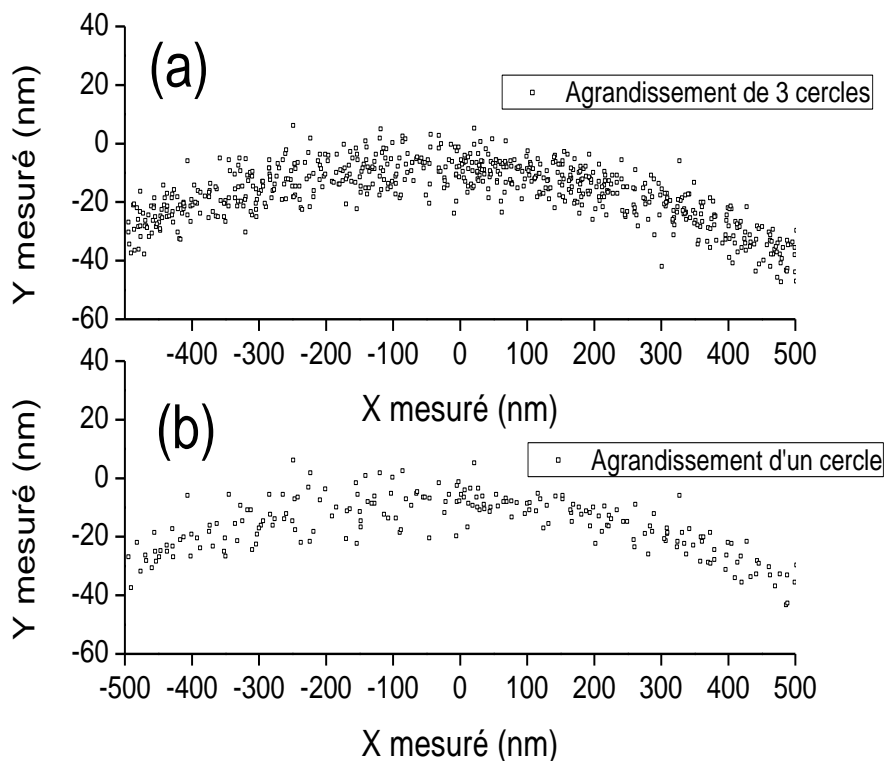 (a)
Agrandissement de 3 cercles
Y mesuré (nm)
40
20
0
-20
-40
-60
-400 -300 -200 -100 0 100 200 300 400 500
X mesuré (nm)
(b)
Agrandissement d'un cercle
Y mesuré (nm)
40
20
0
-20
-40
-60
-500 -400 -300 -200 -100 0 100 200 300 400 500
X mesuré (nm)